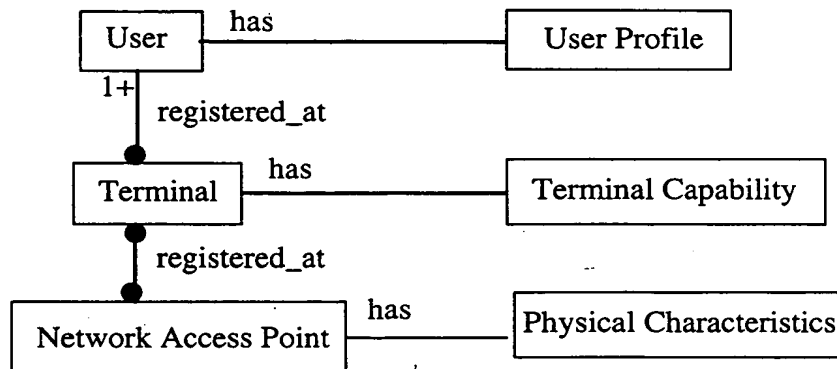 User
has
User Profile
1+
registered_at
Terminal
has
Terminal Capability
registered_at
Network Access Point
has
Physical Characteristics